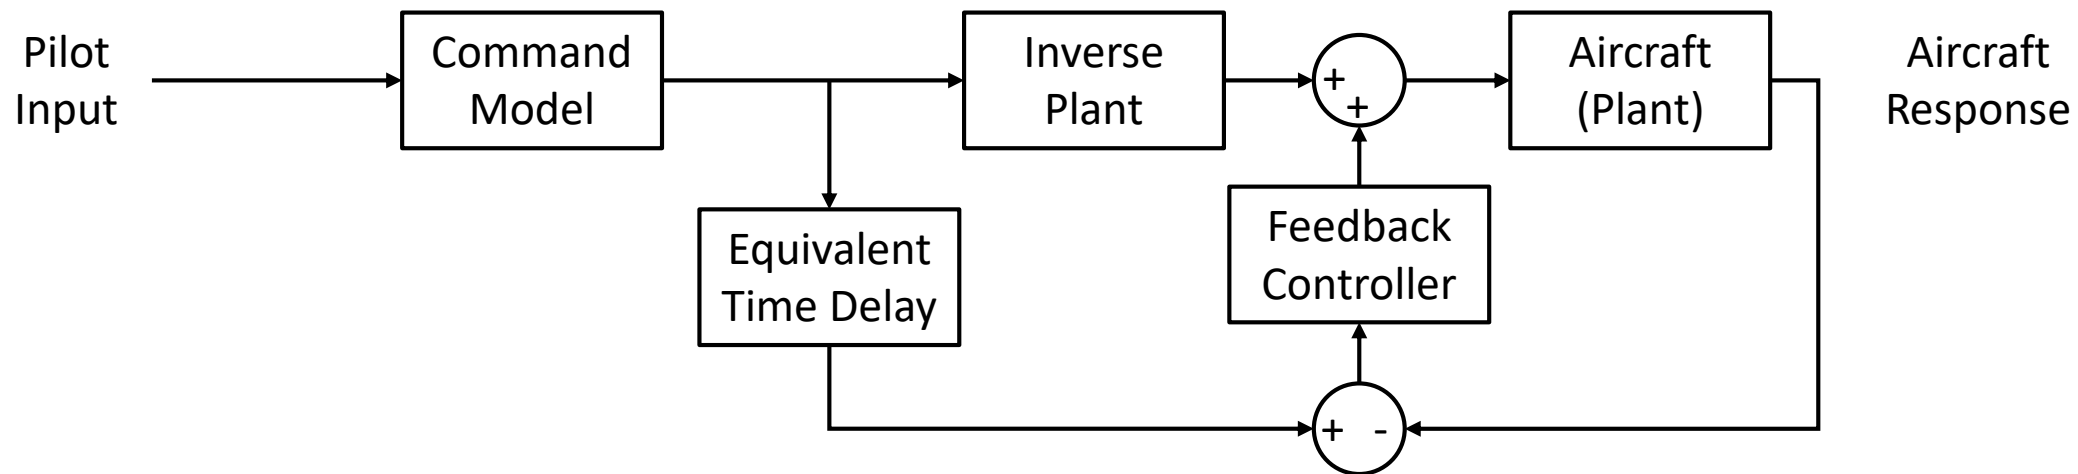 Pilot
Input
Command
Model
Inverse
Plant
+
+
Aircraft
(Plant)
Aircraft
Response
Equivalent
Time Delay
Feedback
Controller
+ -